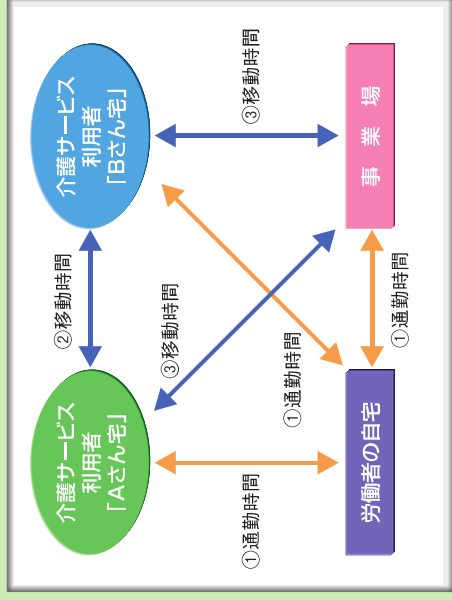 介護サービス
利用者
「Aさん宅」
②移動時間
介護サービス
利用者
「Bさん宅」
①通勤時間
③移動時間
①通勤時間
③移動時間
労働者の自宅
①通勤時間
事業場